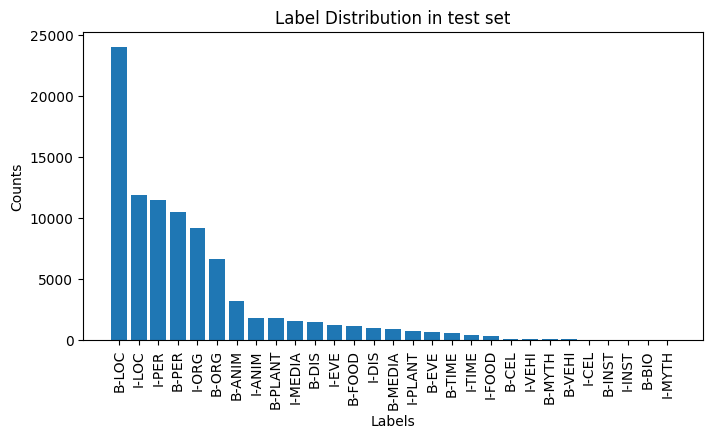 Label Distribution in test set
25000
20000
15000
10000
5000
0
Counts
B-LOC
I-LOC
I-PER
B-PER
I-ORG
B-ORG
B-ANIM
I-ANIM
B-PLANT
I-MEDIA
B-DIS
I-EVE
B-FOOD
I-DIS
B-MEDIA
I-PLANT
B-EVE
B-TIME
I-TIME
I-FOOD
B-CEL
I-VEHI
B-MYTH
B-VEHI
I-CEL
B-INST
I-INST
B-BIO
I-MYTH
Labels